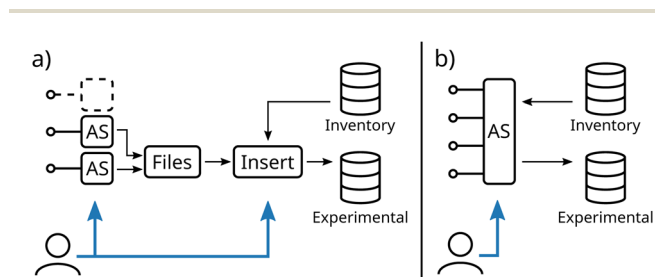 a)
AS
AS
Files
Insert
Inventory
Experimental
b)
AS
Inventory
Experimental